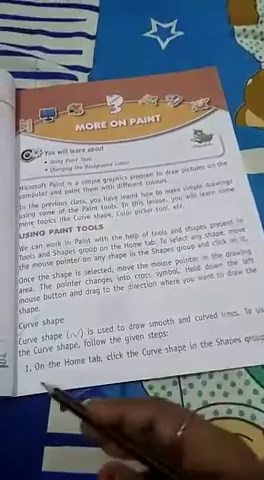 MORE ON PAINT
You will learn about
• Using Paint Tools
• Changing the Background Colour
Microsoft Paint is a simple graphics program to draw pictures on the
computer and paint them with different colours.
In the previous class, you have learnt how to make simple drawings
using some of the Paint tools. In this lesson, you will learn some
more topics like Curve shape, Color picker tool, etc.
USING PAINT TOOLS
We can work in Paint with the help of tools and shapes present in
Tools and Shapes group on the Home tab. To select any shape, move
the mouse pointer on any shape in the Shapes group and click on it.
Once the shape is selected, move the mouse pointer in the drawing
area. The pointer changes into cross symbol. Hold down the left
mouse button and drag to the direction where you want to draw the
shape.
Curve shape
Curve shape ( ) is used to draw smooth and curved lines. To use
the Curve shape, follow the given steps:
1. On the Home tab, click the Curve shape in the Shapes group